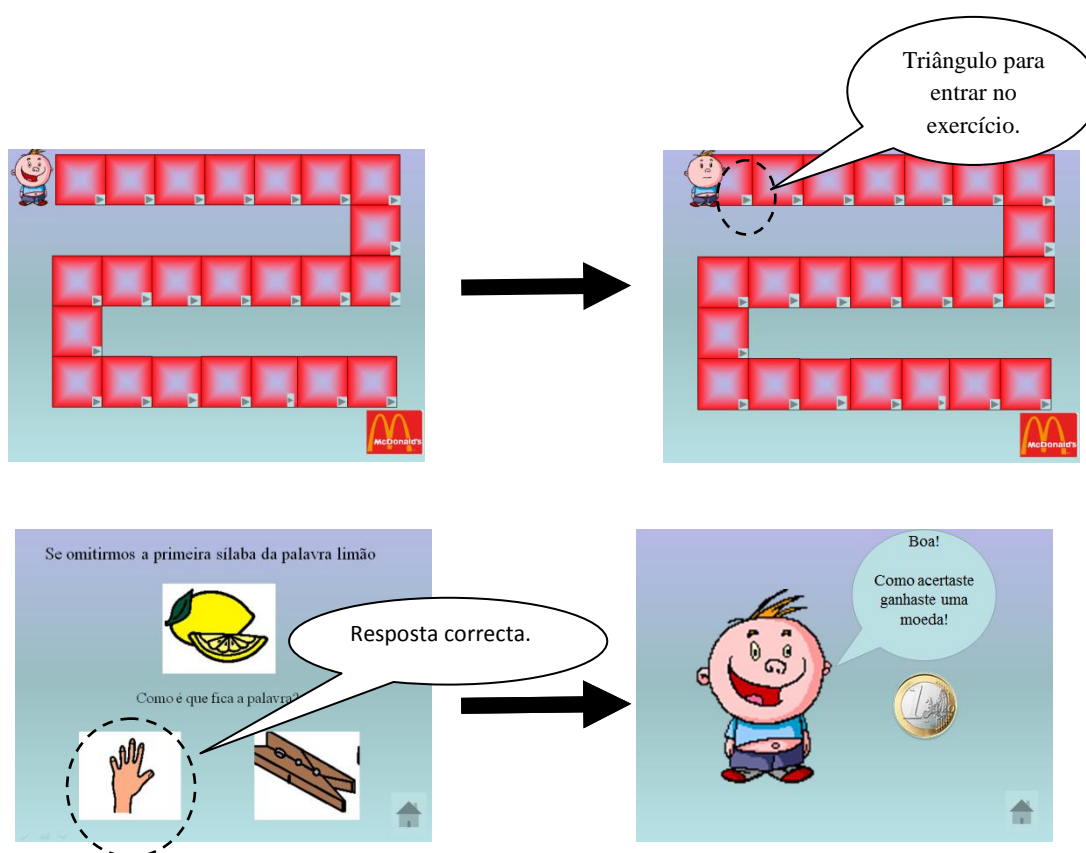 Triângulo para
entrar no
exercício.
McDonald's
McDonald's
Se omitirmos a primeira sílaba da palavra limão
Resposta correcta.
Como é que fica a palavra?
Boa!
Como acertaste
ganhaste uma
moeda!
1